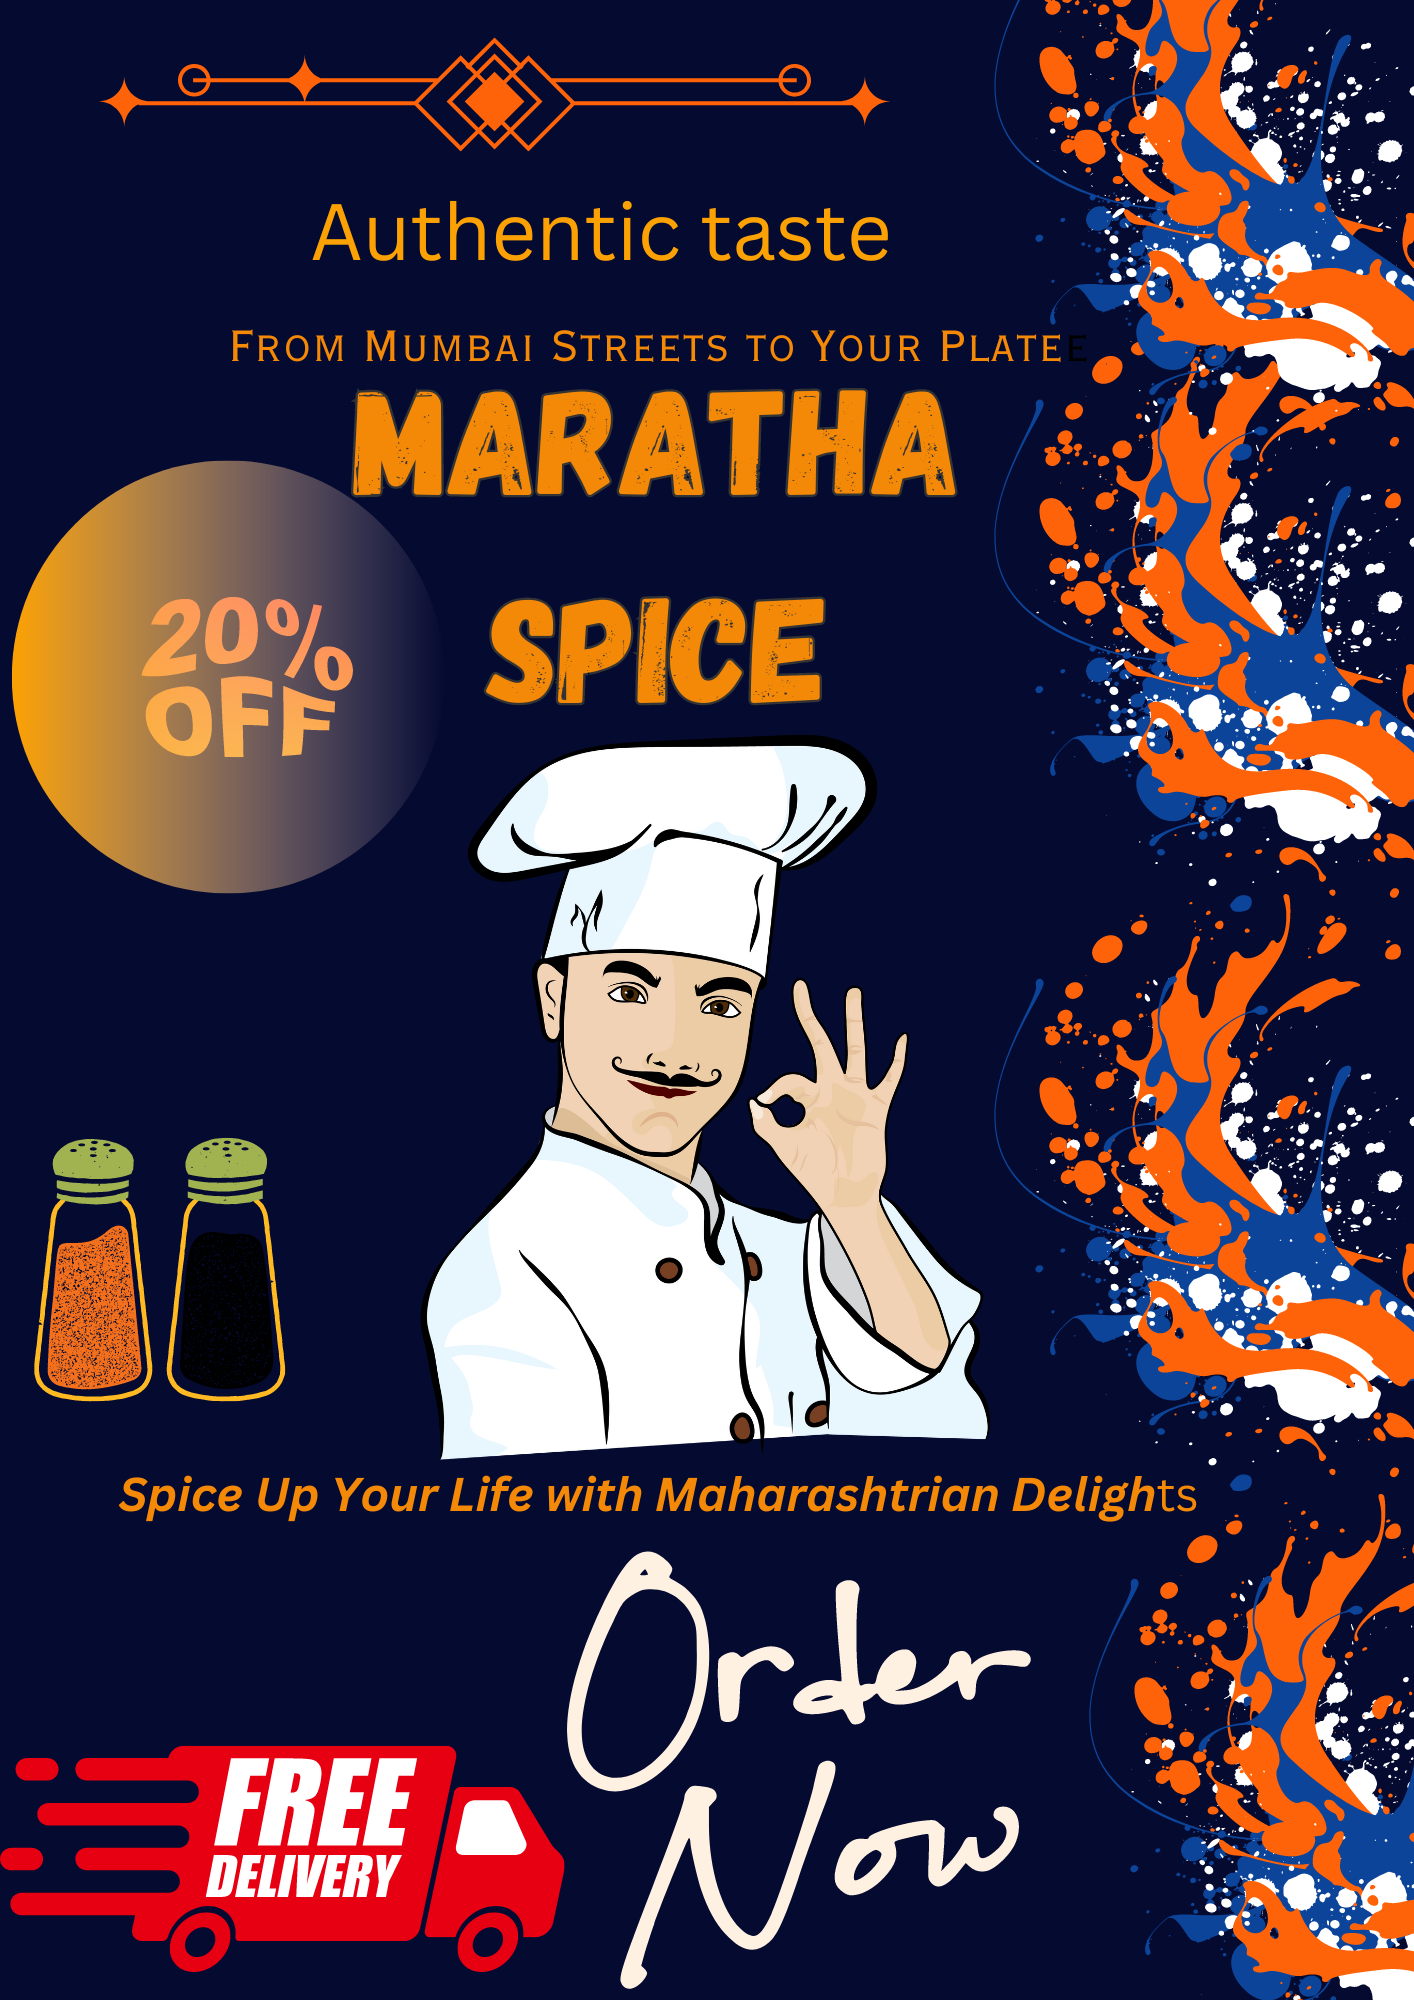 Authentic taste
From Mumbai Streets to Your Platee
MARATHA
SPICE
20%
OFF
Spice Up Your Life with Maharashtrian Delights
Order
Now
FREE
DELIVERY